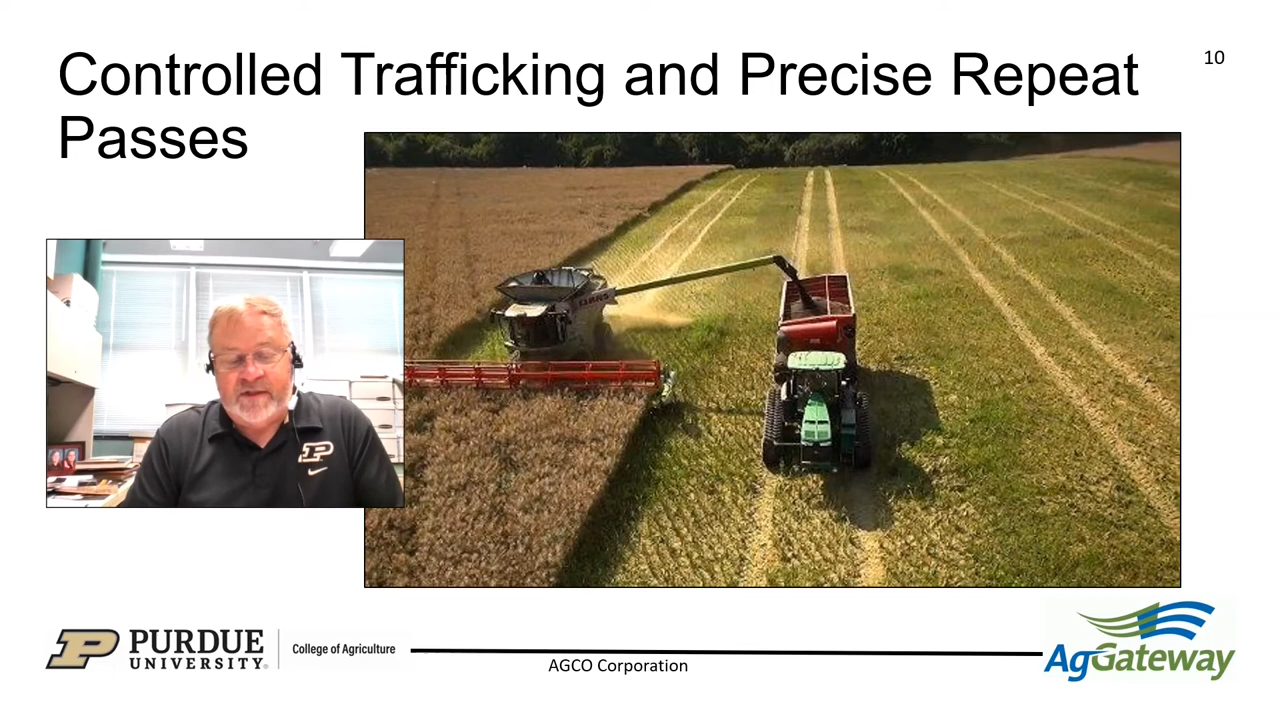 Controlled Trafficking and Precise Repeat
Passes
10
CLAAS
P
P PURDUE
UNIVERSITY®
College of Agriculture
AGCO Corporation
AgGateway